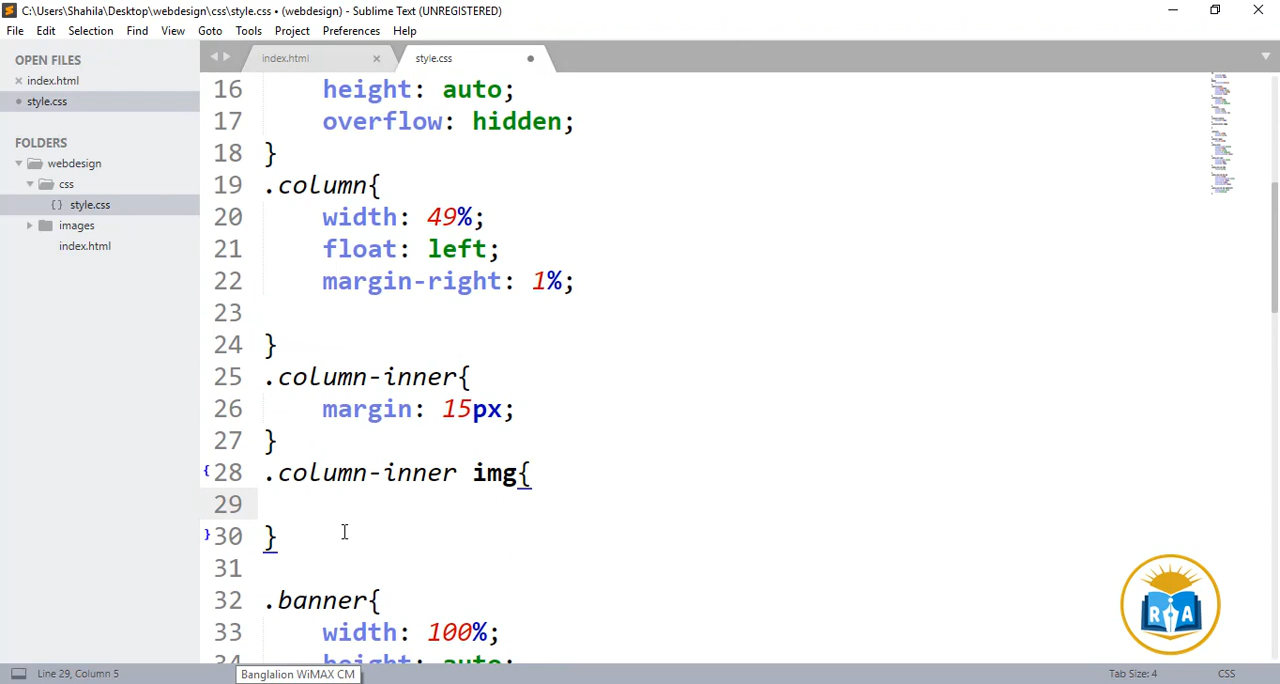 C:\Users\Shahila\Desktop\webdesign\css\style.css • (webdesign) - Sublime Text (UNREGISTERED)
File Edit Selection Find View Goto Tools Project Preferences Help
OPEN FILES
index.html
style.css
FOLDERS
webdesign
css
{} style.css
images
index.html
index.html
style.css
16 height: auto;
17 overflow: hidden;
18 }
19 .column{
20 width: 49%;
21 float: left;
22 margin-right: 1%;
23
24 }
25 .column-inner{
26 margin: 15px;
27 }
28 .column-inner img{
29
30 }
31
32 .banner{
33 width: 100%;
34 height: auto;
R A
Line 29, Column 5
Banglalion WiMAX CM
Tab Size: 4
CSS